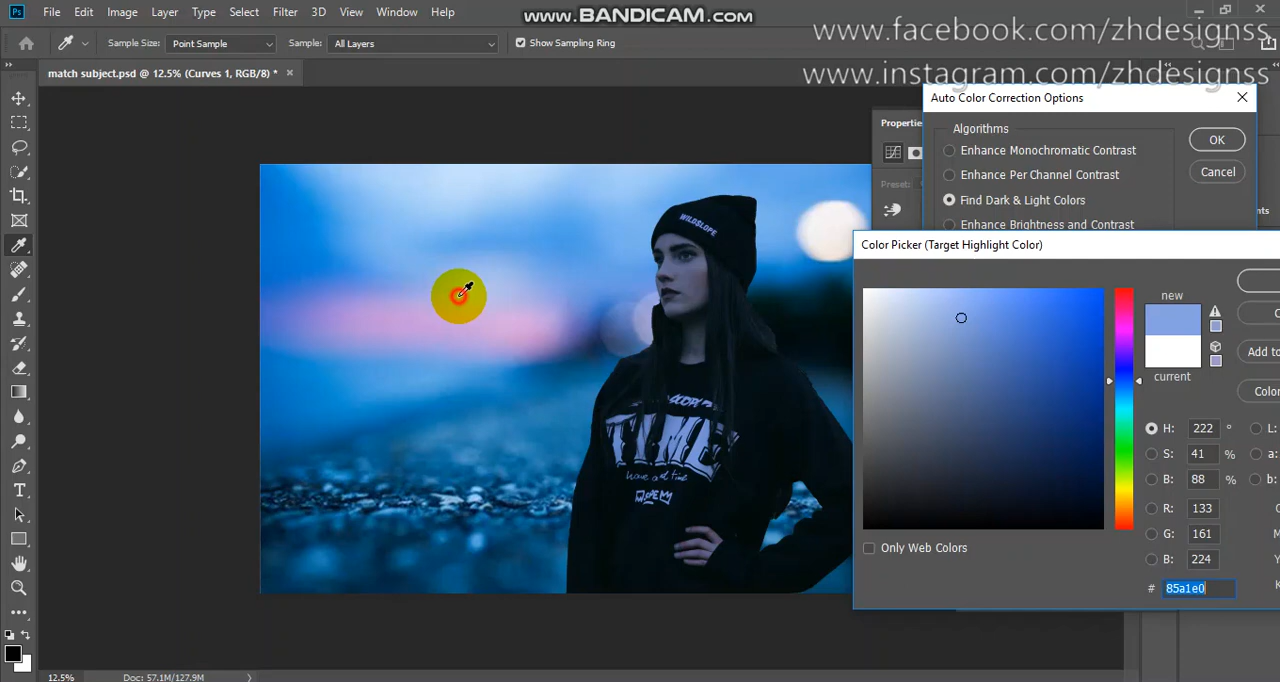 Ps File Edit Image Layer Type Select Filter 3D View Window Help
www.BANDICAM.com
www.facebook.com/zhdesignss
Sample Size: Point Sample Sample: All Layers Show Sampling Ring
www.instagram.com/zhdesignss
match subject.psd @ 12.5% (Curves 1, RGB/8) * ×
Auto Color Correction Options
Properties
Algorithms
Enhance Monochromatic Contrast
OK
Enhance Per Channel Contrast
Cancel
Preset:
Find Dark & Light Colors
Enhance Brightness and Contrast
Color Picker (Target Highlight Color)
new
current
Add to
Color
H: 222 ° L:
S: 41 % a:
B: 88 % b:
R: 133
G: 161
B: 224
Only Web Colors
# 85a1e0
WILDSLOPE
TIME
12.5% Doc: 57.1M/127.9M